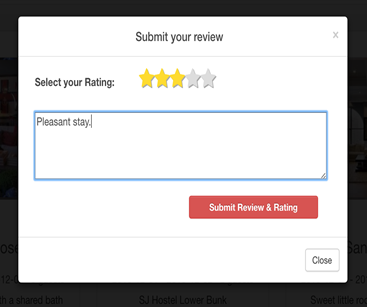 Submit your review
x
Select your Rating:
Pleasant stay.
Submit Review & Rating
Close
th a shared bath
SJ Hostel Lower Bunk
Sweet little